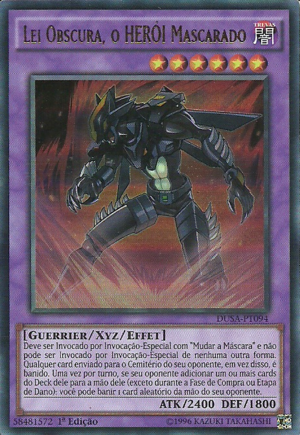 Lei Obscura, o HERÓI Mascarado
TREVAS
闇
DUSA-PT094
[Guerrier/Xyz/Effet]
Deve ser Invocado por Invocação-Especial com "Mudar a Máscara" e não
pode ser Invocado por Invocação-Especial de nenhuma outra forma.
Qualquer card enviado para o Cemitério do seu oponente, em vez disso, é
banido. Uma vez por turno, se seu oponente adicionar um ou mais cards
do Deck dele para a mão dele (exceto durante a Fase de Compra ou Etapa
de Dano): você pode banir 1 card aleatório da mão do seu oponente.
ATK/2400 DEF/1800
58481572 1ª Edição
©1996 KAZUKI TAKAHASHI